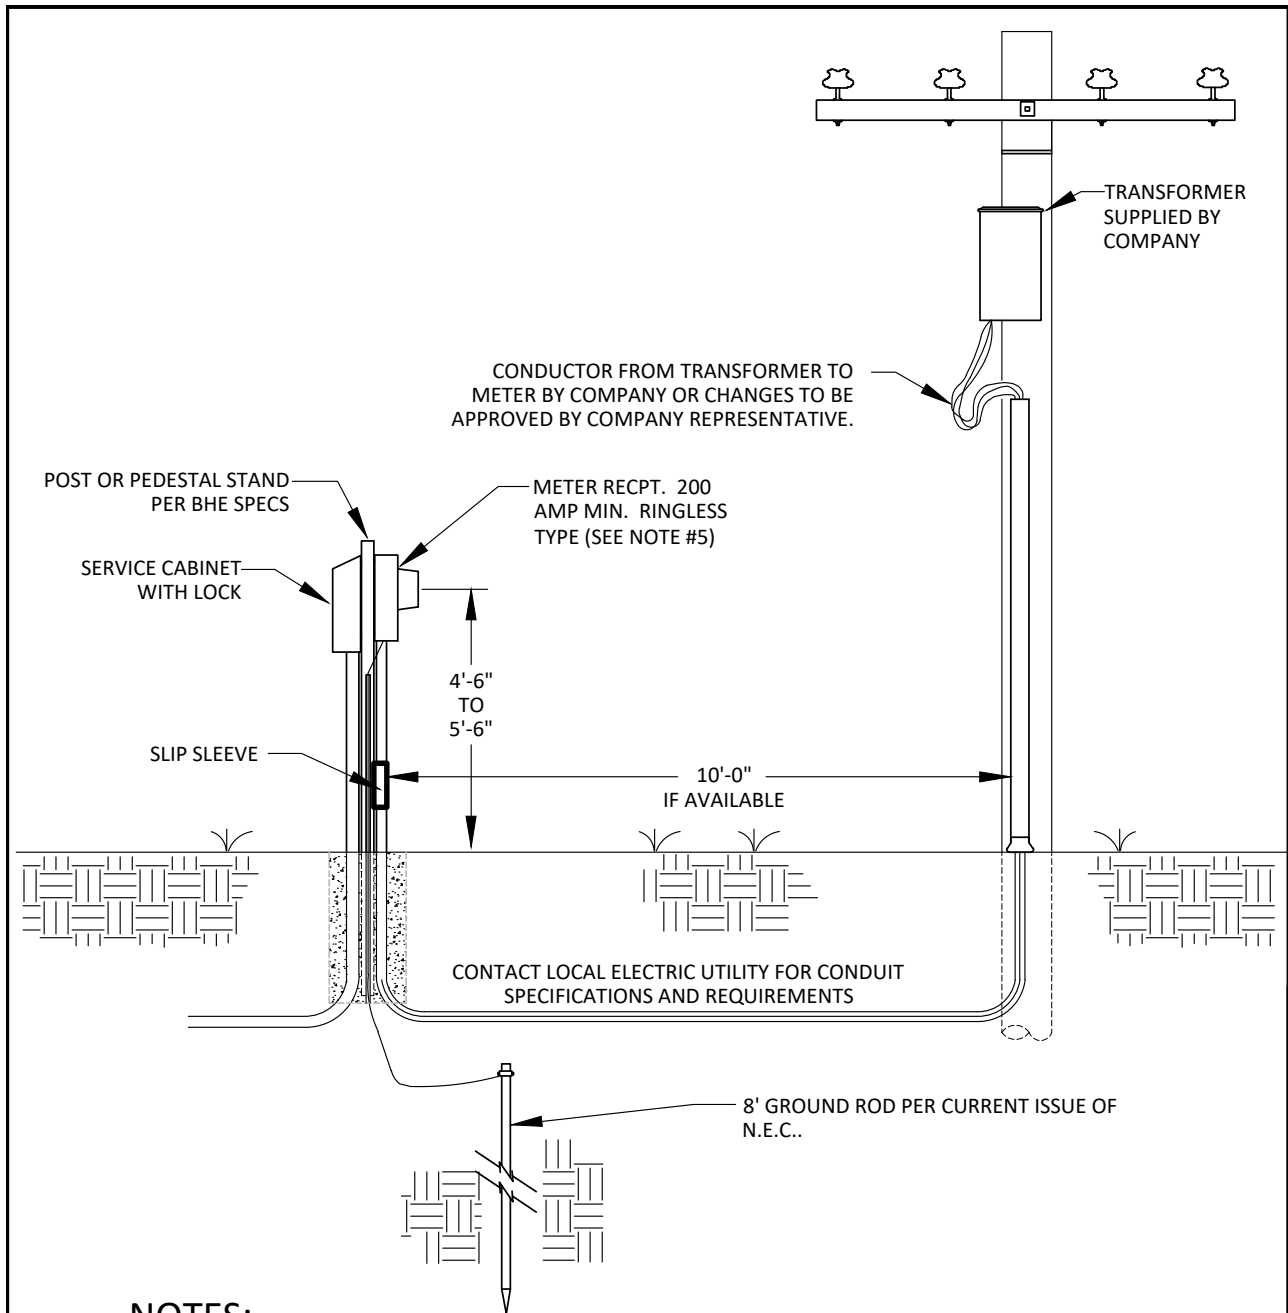 TRANSFORMER
SUPPLIED BY
COMPANY
CONDUCTOR FROM TRANSFORMER TO
METER BY COMPANY OR CHANGES TO BE
APPROVED BY COMPANY REPRESENTATIVE.
POST OR PEDESTAL STAND
PER BHE SPECS
METER RECPT. 200
AMP MIN. RINGLESS
TYPE (SEE NOTE #5)
SERVICE CABINET
WITH LOCK
4'-6"
TO
5'-6"
SLIP SLEEVE
10'-0"
IF AVAILABLE
CONTACT LOCAL ELECTRIC UTILITY FOR CONDUIT
SPECIFICATIONS AND REQUIREMENTS
8' GROUND ROD PER CURRENT ISSUE OF
N.E.C..
NOTES: